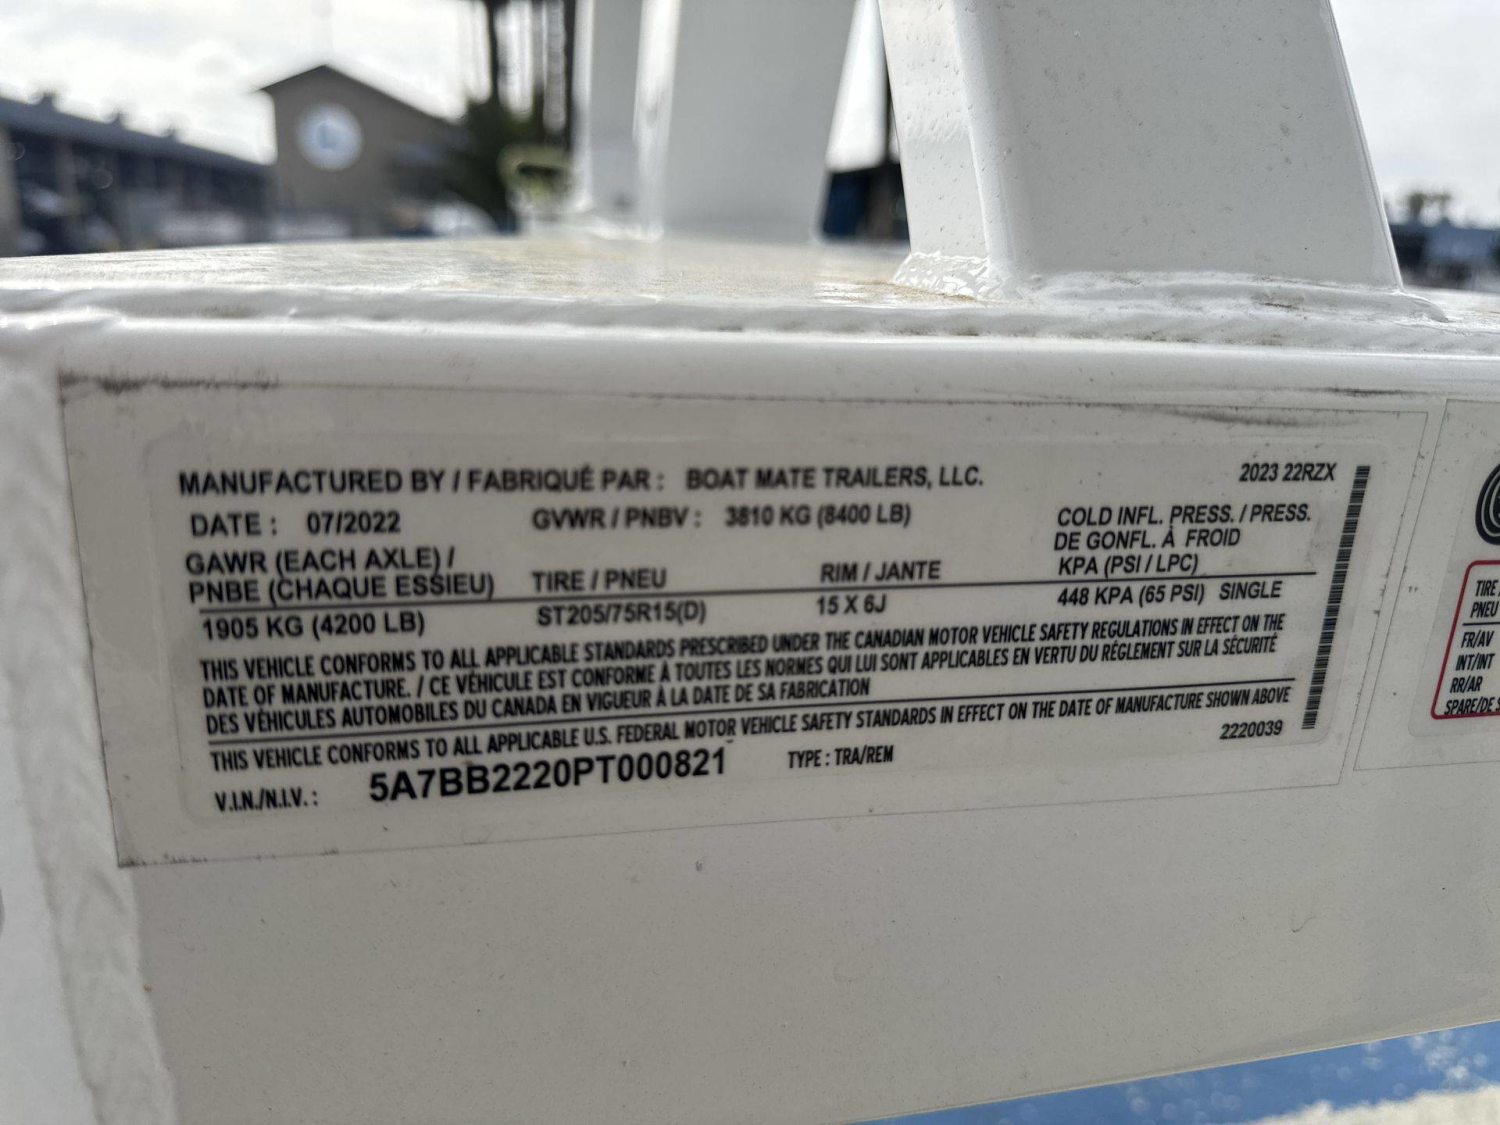 MANUFACTURED BY / FABRIQUÉ PAR : BOAT MATE TRAILERS, LLC. 2023 22RZX
DATE : 07/2022 GVWR / PNBV : 3810 KG (8400 LB) COLD INFL. PRESS. / PRESS.
DE GONFL. À FROID
KPA (PSI / LPC)
GAWR (EACH AXLE) /
PNBE (CHAQUE ESSIEU) TIRE / PNEU RIM / JANTE
1905 KG (4200 LB) ST205/75R15(D) 15 X 6J 448 KPA (65 PSI) SINGLE
THIS VEHICLE CONFORMS TO ALL APPLICABLE STANDARDS PRESCRIBED UNDER THE CANADIAN MOTOR VEHICLE SAFETY REGULATIONS IN EFFECT ON THE
DATE OF MANUFACTURE. / CE VÉHICULE EST CONFORME À TOUTES LES NORMES QUI LUI SONT APPLICABLES EN VERTU DU RÈGLEMENT SUR LA SÉCURITÉ
DES VÉHICULES AUTOMOBILES DU CANADA EN VIGUEUR À LA DATE DE SA FABRICATION
THIS VEHICLE CONFORMS TO ALL APPLICABLE U.S. FEDERAL MOTOR VEHICLE SAFETY STANDARDS IN EFFECT ON THE DATE OF MANUFACTURE SHOWN ABOVE
V.I.N./N.I.V. : 5A7BB2220PT000821 TYPE : TRA/REM 2220039
TIRE
PNEU
FR/AV
INT/INT
RR/AR
SPARE/DE